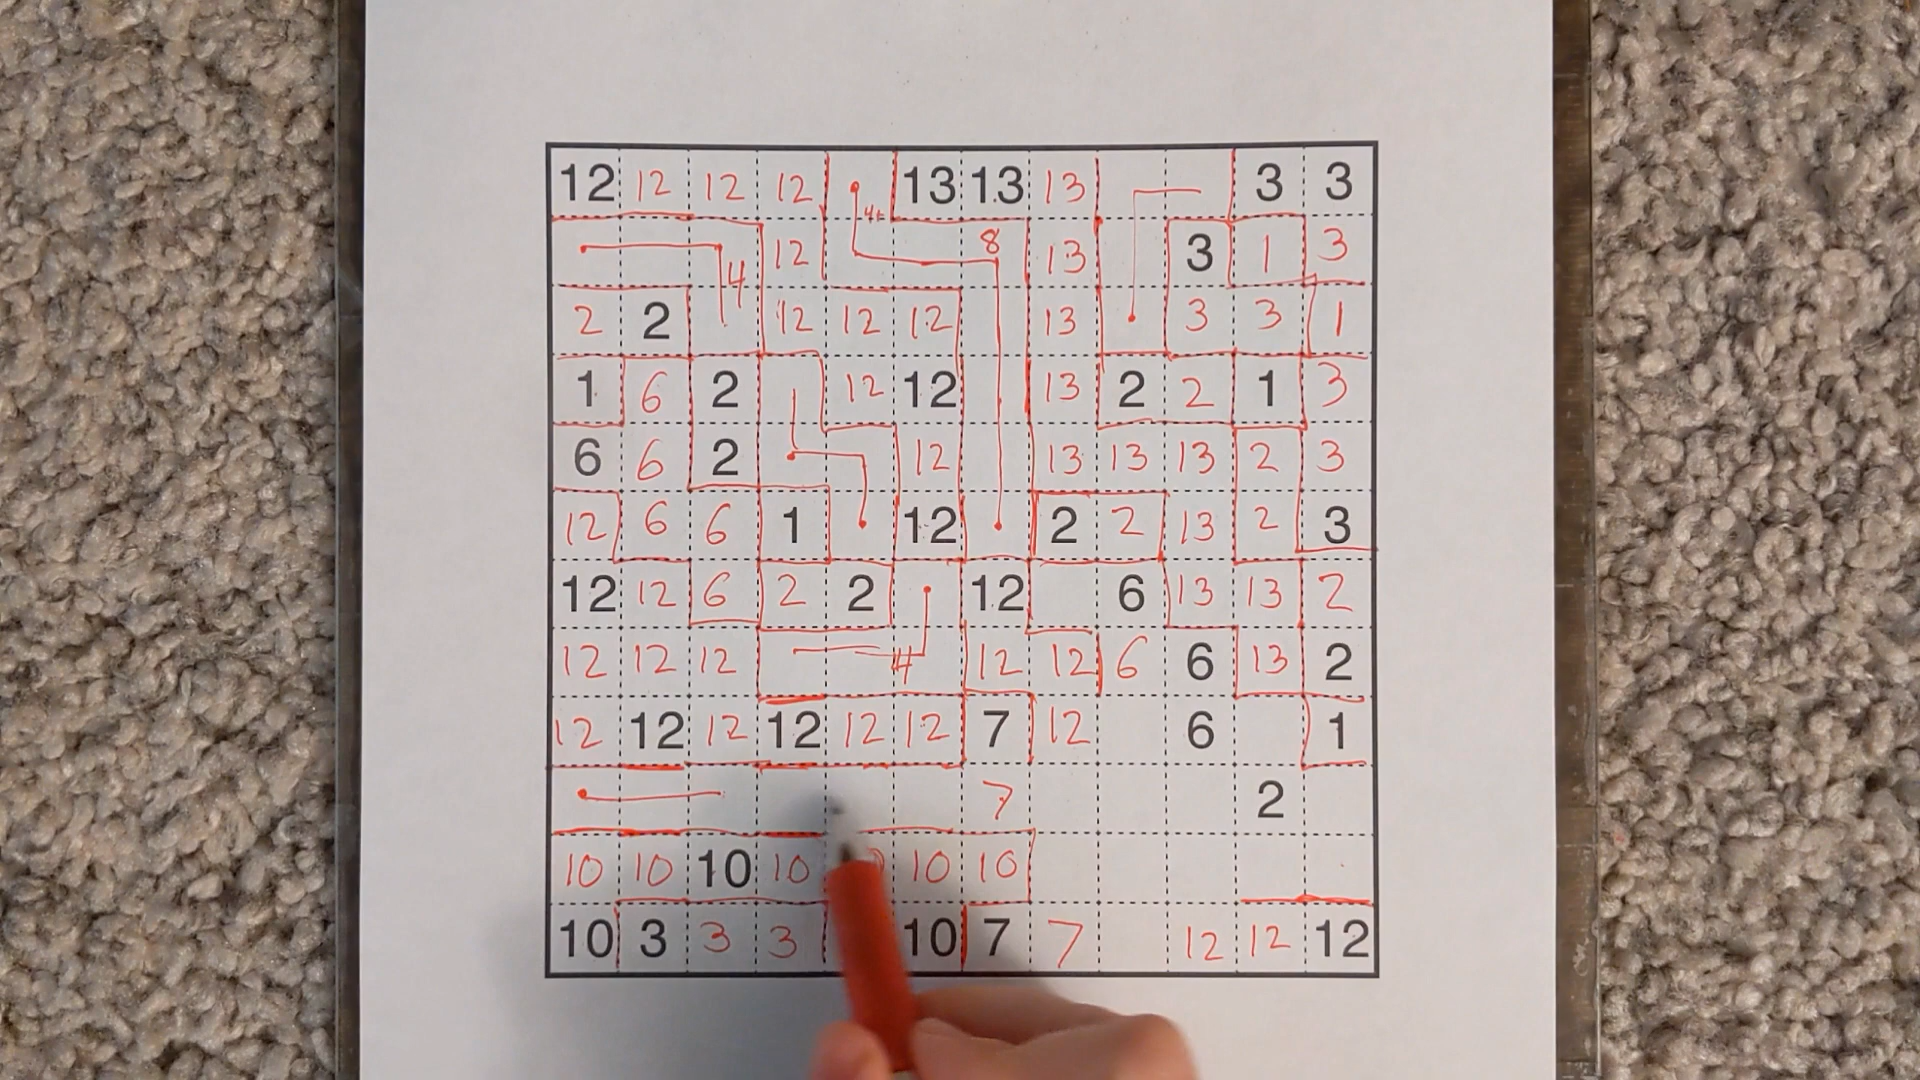 12 12 12 12 13 13 13 3 3
4+
12 8 13 3 1 3
4
2 2 12 12 12 13 3 3 1
1 6 2 12 12 13 2 2 1 3
6 6 2 12 13 13 13 2 3
12 6 6 1 12 2 2 13 2 3
12 12 6 2 2 12 6 13 13 2
12 12 12 4 12 12 6 6 13 2
12 12 12 12 12 12 7 12 6 1
7 2
10 10 10 10 10 10
10 3 3 3 10 7 7 12 12 12